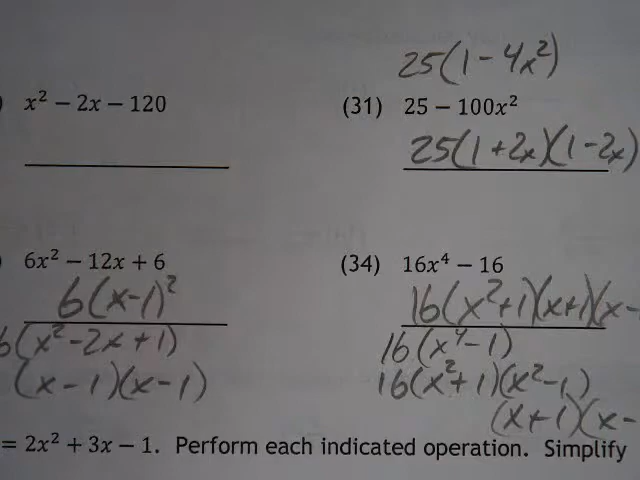 25(1 - 4x²)
) x² − 2x − 120
(31) 25 − 100x²
25(1+2x)(1-2x)
) 6x² − 12x + 6
6(x-1)²
6(x²-2x+1)
(x-1)(x-1)
(34) 16x⁴ − 16
16(x²+1)(x+1)(x-
16(x⁴-1)
16(x²+1)(x²-1)
(x+1)(x-
= 2x² + 3x − 1. Perform each indicated operation. Simplify